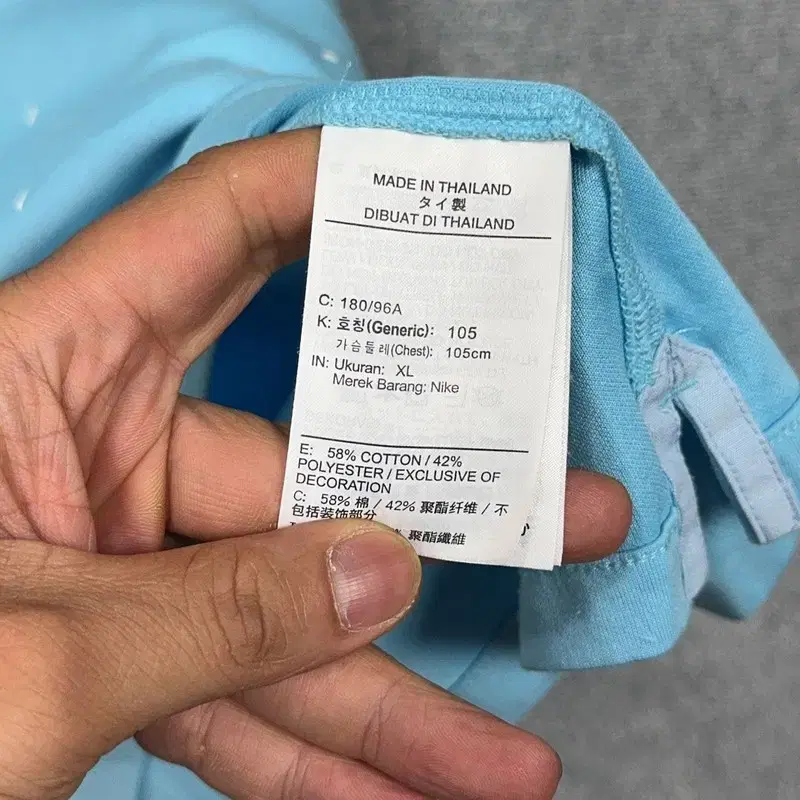 MADE IN THAILAND
タイ製
DIBUAT DI THAILAND
C: 180/96A
K: 호칭(Generic): 105
가슴둘레(Chest): 105cm
IN: Ukuran: XL
Merek Barang: Nike
E: 58% COTTON / 42%
POLYESTER / EXCLUSIVE OF
DECORATION
C: 58% 棉 / 42% 聚酯纤维 / 不
包括装饰部分
聚酯纖維